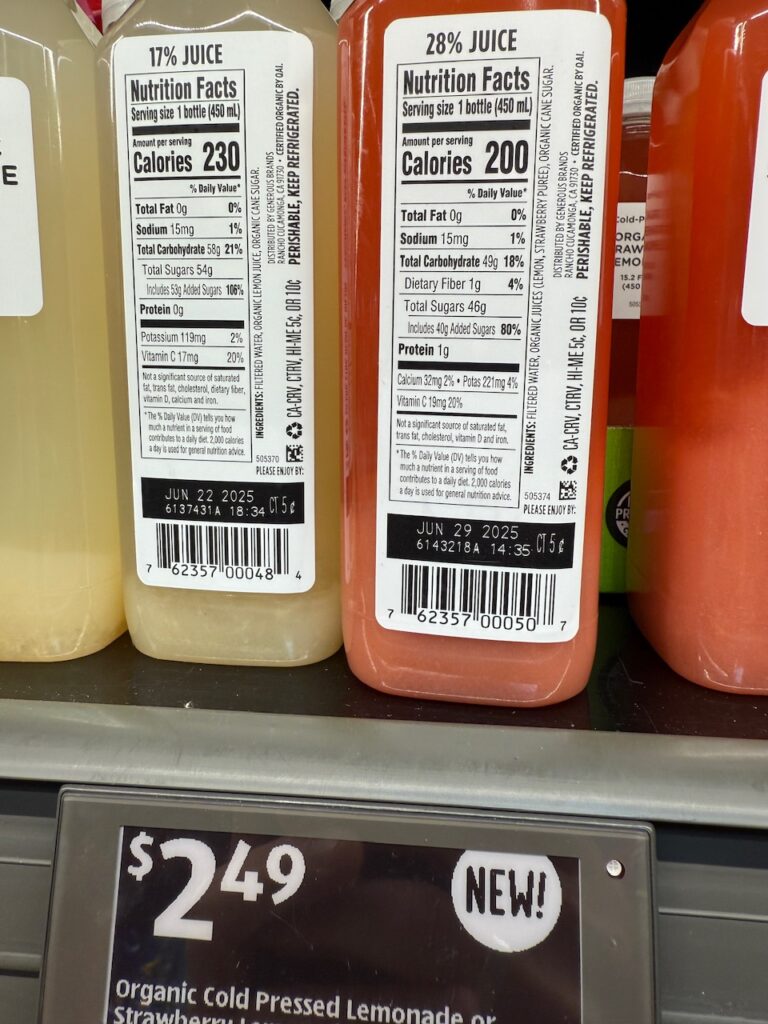 E
17% JUICE
Nutrition Facts
Serving size 1 bottle (450 mL)
Amount per serving
Calories 230
% Daily Value*
Total Fat 0g 0%
Sodium 15mg 1%
Total Carbohydrate 58g 21%
Total Sugars 54g
Includes 53g Added Sugars 106%
Protein 0g
Potassium 119mg 2%
Vitamin C 17mg 20%
Not a significant source of saturated
fat, trans fat, cholesterol, dietary fiber,
vitamin D, calcium and iron.
*The % Daily Value (DV) tells you how
much a nutrient in a serving of food
contributes to a daily diet. 2,000 calories
a day is used for general nutrition advice.
INGREDIENTS: FILTERED WATER, ORGANIC LEMON JUICE, ORGANIC CANE SUGAR.
DISTRIBUTED BY GENEROUS BRANDS
RANCHO CUCAMONGA, CA 91730 • CERTIFIED ORGANIC BY QAI.
PERISHABLE, KEEP REFRIGERATED.
CA-CRV, CTRV, HI-ME 5¢, OR 10¢
505370
PLEASE ENJOY BY:
JUN 22 2025
6137431A 18:34 CT 5¢
7 62357 00048 4
28% JUICE
Nutrition Facts
Serving size 1 bottle (450 mL)
Amount per serving
Calories 200
% Daily Value*
Total Fat 0g 0%
Sodium 15mg 1%
Total Carbohydrate 49g 18%
Dietary Fiber 1g 4%
Total Sugars 46g
Includes 40g Added Sugars 80%
Protein 1g
Calcium 32mg 2% • Potas 221mg 4%
Vitamin C 19mg 20%
Not a significant source of saturated fat,
trans fat, cholesterol, vitamin D and iron.
*The % Daily Value (DV) tells you how
much a nutrient in a serving of food
contributes to a daily diet. 2,000 calories
a day is used for general nutrition advice.
INGREDIENTS: FILTERED WATER, ORGANIC JUICES (LEMON, STRAWBERRY PUREE), ORGANIC CANE SUGAR.
DISTRIBUTED BY GENEROUS BRANDS
RANCHO CUCAMONGA, CA 91730 • CERTIFIED ORGANIC BY QAI.
PERISHABLE, KEEP REFRIGERATED.
CA-CRV, CTRV, HI-ME 5¢, OR 10¢
505374
PLEASE ENJOY BY:
JUN 29 2025
6143218A 14:35 CT 5¢
7 62357 00050 7
Cold-P
ORGA
RAW
EMO
15.2 F
(450
$2.49
NEW!
Organic Cold Pressed Lemonade or
Strawberry